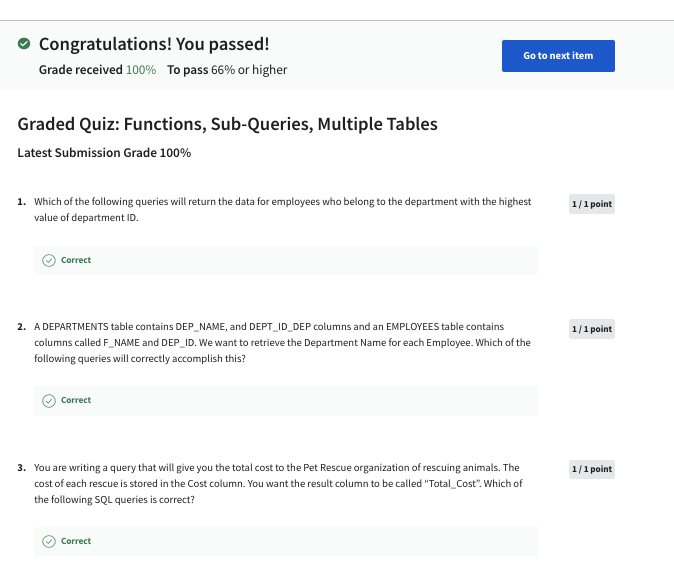 Congratulations! You passed!
Grade received 100% To pass 66% or higher
Go to next item
Graded Quiz: Functions, Sub-Queries, Multiple Tables
Latest Submission Grade 100%
1. Which of the following queries will return the data for employees who belong to the department with the highest
value of department ID.
1 / 1 point
Correct
2. A DEPARTMENTS table contains DEP_NAME, and DEPT_ID_DEP columns and an EMPLOYEES table contains
columns called F_NAME and DEP_ID. We want to retrieve the Department Name for each Employee. Which of the
following queries will correctly accomplish this?
1 / 1 point
Correct
3. You are writing a query that will give you the total cost to the Pet Rescue organization of rescuing animals. The
cost of each rescue is stored in the Cost column. You want the result column to be called “Total_Cost”. Which of
the following SQL queries is correct?
1 / 1 point
Correct